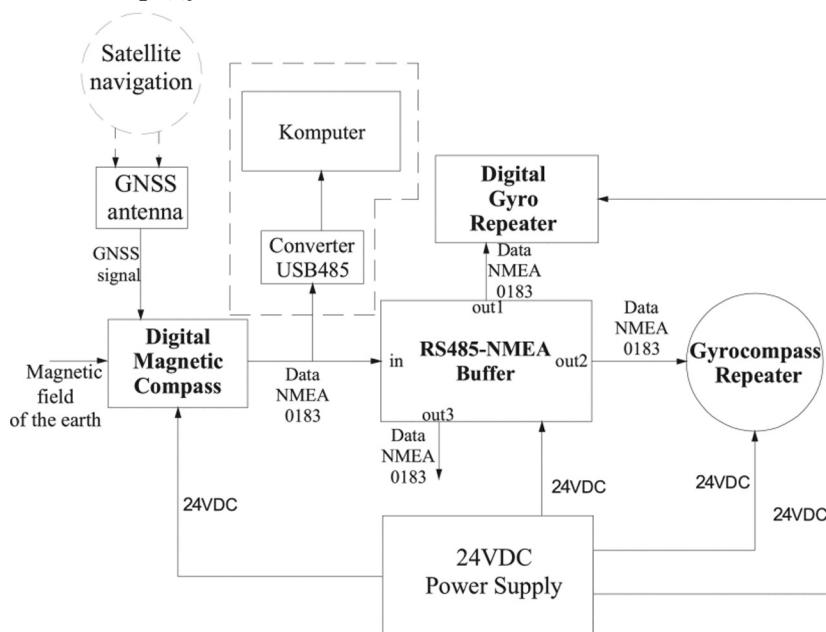 Satellite
navigation
Komputer
GNSS
antenna
Digital
Gyro
Repeater
GNSS
signal
Converter
USB485
Data
NMEA
0183
out1
Digital
Magnetic
Compass
in
RS485-NMEA
Buffer
out2
out3
Data
NMEA
0183
Gyrocompass
Repeater
Magnetic
field
of the earth
Data
NMEA
0183
Data
NMEA
0183
24VDC
24VDC
24VDC
24VDC
24VDC
Power Supply